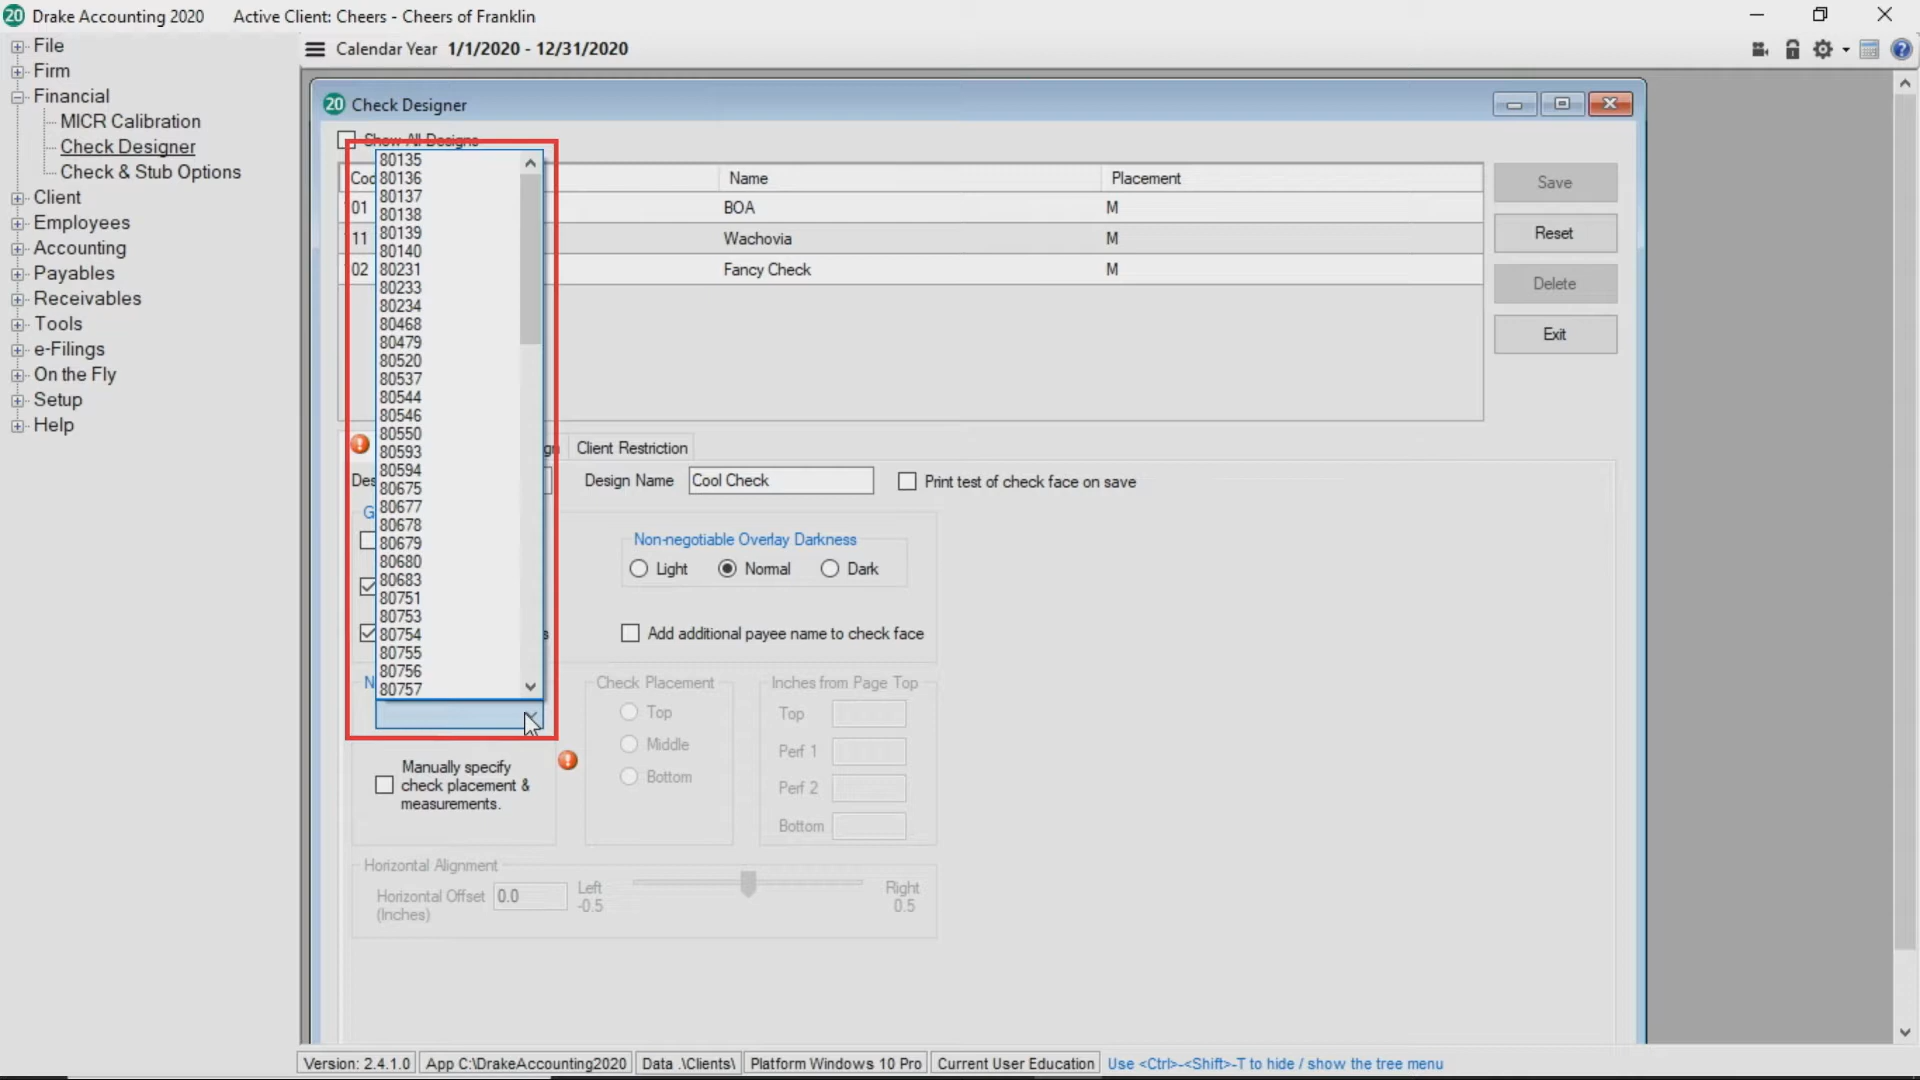 20 Drake Accounting 2020 Active Client: Cheers - Cheers of Franklin
File
Firm
Financial
MICR Calibration
Check Designer
Check & Stub Options
Client
Employees
Accounting
Payables
Receivables
Tools
e-Filings
On the Fly
Setup
Help
Calendar Year 1/1/2020 - 12/31/2020
20 Check Designer
Show All Designs
Name Placement
01 BOA M
11 Wachovia M
02 Fancy Check M
Save
Reset
Delete
Exit
80135
80136
80137
80138
80139
80140
80231
80233
80234
80468
80479
80520
80537
80544
80546
80550
80593
80594
80675
80677
80678
80679
80680
80683
80751
80753
80754
80755
80756
80757
Client Restriction
Design Name Cool Check Print test of check face on save
Non-negotiable Overlay Darkness
Light Normal Dark
Add additional payee name to check face
Manually specify
check placement &
measurements.
Check Placement
Top
Middle
Bottom
Inches from Page Top
Top
Perf 1
Perf 2
Bottom
Horizontal Alignment
Horizontal Offset 0.0 Left Right
(Inches) -0.5 0.5
Version: 2.4.1.0 App C:\DrakeAccounting2020 Data .\Clients\ Platform Windows 10 Pro Current User Education Use <Ctrl>-<Shift>-T to hide / show the tree menu